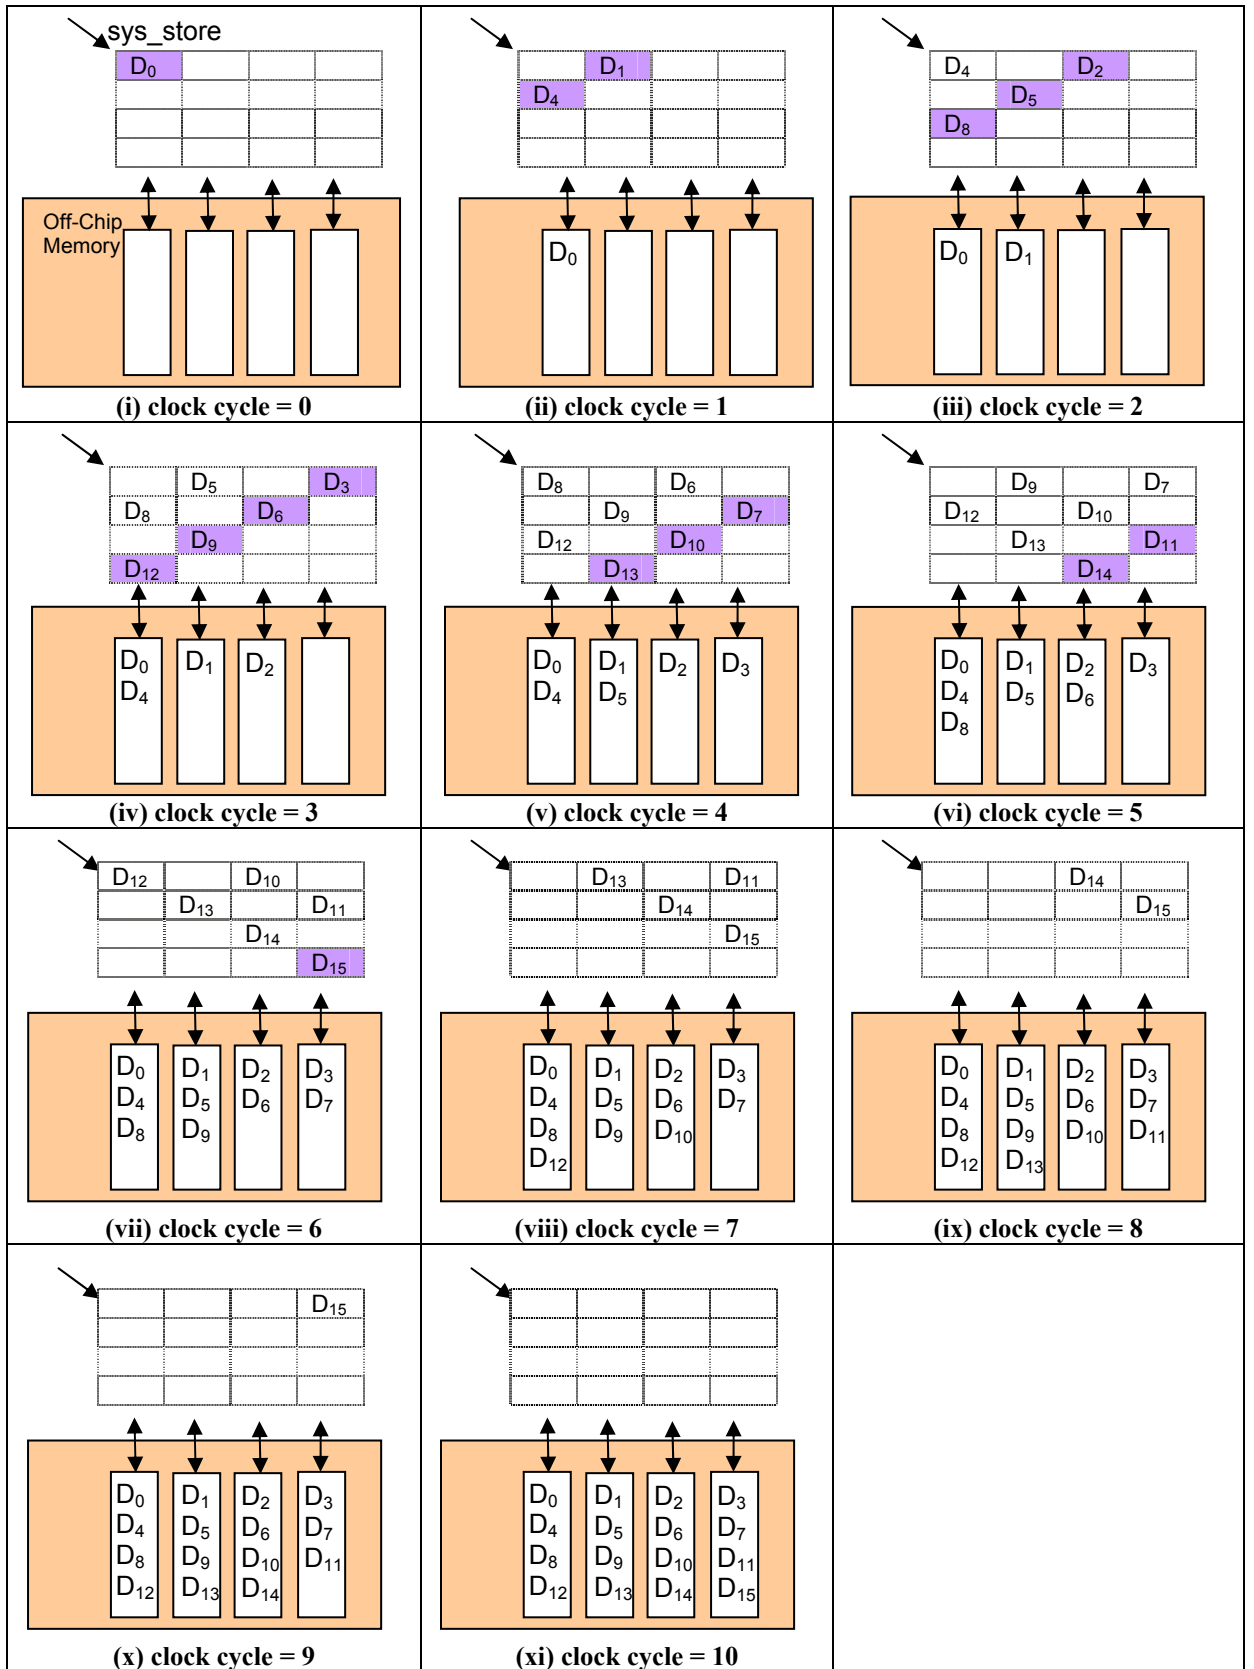 sys_store
D₀
Off-Chip
Memory
(i) clock cycle = 0
D₁
D₄
D₀
(ii) clock cycle = 1
D₄ D₂
D₅
D₈
D₀ D₁
(iii) clock cycle = 2
D₅ D₃
D₈ D₆
D₉
D₁₂
D₀ D₁ D₂
D₄
(iv) clock cycle = 3
D₈ D₆
D₉ D₇
D₁₂ D₁₀
D₁₃
D₀ D₁ D₂ D₃
D₄ D₅
(v) clock cycle = 4
D₉ D₇
D₁₂ D₁₀
D₁₃ D₁₁
D₁₄
D₀ D₁ D₂ D₃
D₄ D₅ D₆
D₈
(vi) clock cycle = 5
D₁₂ D₁₀
D₁₃ D₁₁
D₁₄
D₁₅
D₀ D₁ D₂ D₃
D₄ D₅ D₆ D₇
D₈ D₉
(vii) clock cycle = 6
D₁₃ D₁₁
D₁₄
D₁₅
D₀ D₁ D₂ D₃
D₄ D₅ D₆ D₇
D₈ D₉ D₁₀
D₁₂
(viii) clock cycle = 7
D₁₄
D₁₅
D₀ D₁ D₂ D₃
D₄ D₅ D₆ D₇
D₈ D₉ D₁₀ D₁₁
D₁₂ D₁₃
(ix) clock cycle = 8
D₁₅
D₀ D₁ D₂ D₃
D₄ D₅ D₆ D₇
D₈ D₉ D₁₀ D₁₁
D₁₂ D₁₃ D₁₄
(x) clock cycle = 9
D₀ D₁ D₂ D₃
D₄ D₅ D₆ D₇
D₈ D₉ D₁₀ D₁₁
D₁₂ D₁₃ D₁₄ D₁₅
(xi) clock cycle = 10